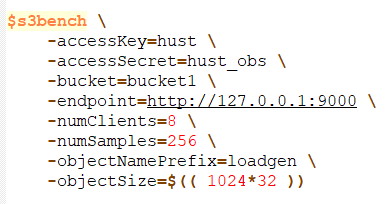 $s3bench \
-accessKey=hust \
-accessSecret=hust_obs \
-bucket=bucket1 \
-endpoint=http://127.0.0.1:9000 \
-numClients=8 \
-numSamples=256 \
-objectNamePrefix=loadgen \
-objectSize=$(( 1024*32 ))